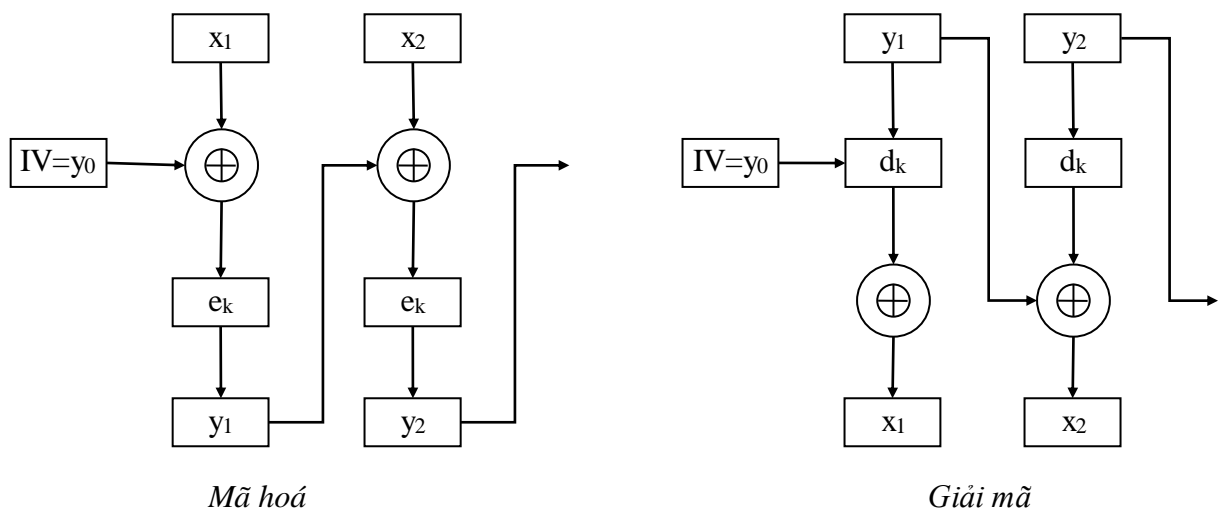 x₁ x₂ y₁ y₂
IV=y₀ IV=y₀ dₖ dₖ
eₖ eₖ
y₁ y₂ x₁ x₂
Mã hoá Giải mã